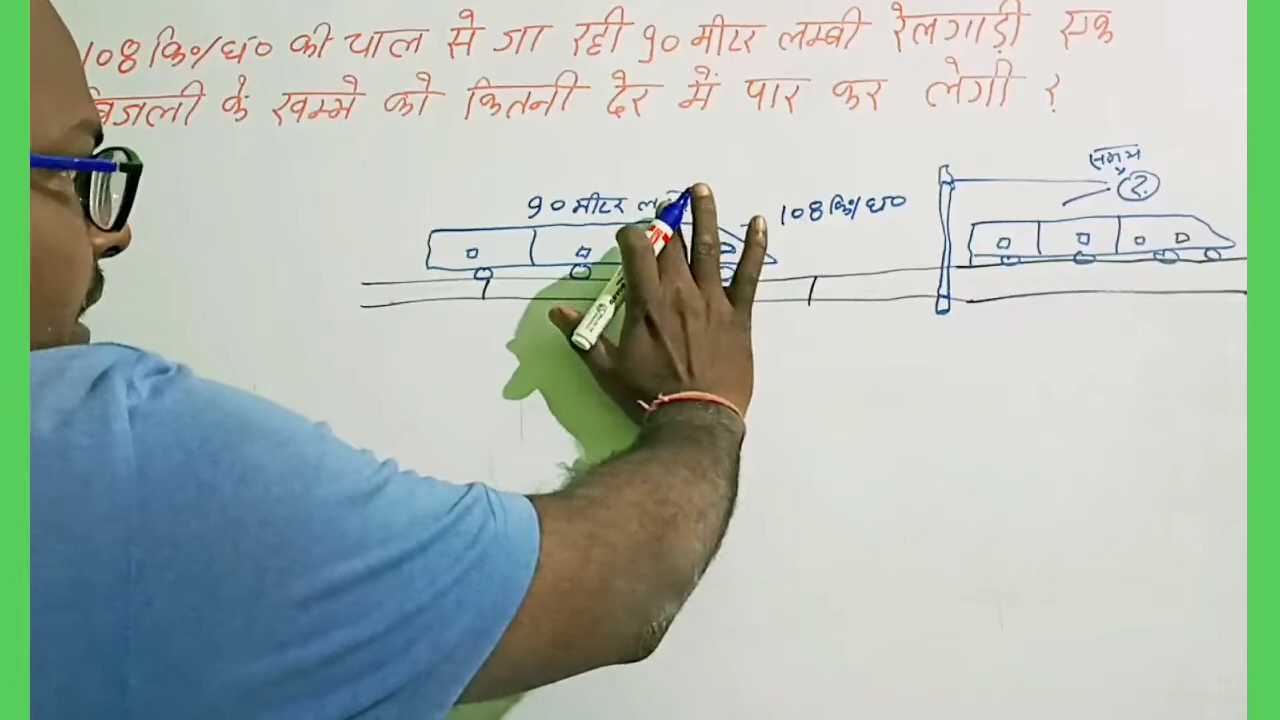 108 कि०/घं० की चाल से जा रही 90 मीटर लम्बी रेलगाड़ी एक
बिजली के खम्भे को कितनी देर में पार कर लेगी ?
समय
?
90 मीटर
108 कि०/घं०